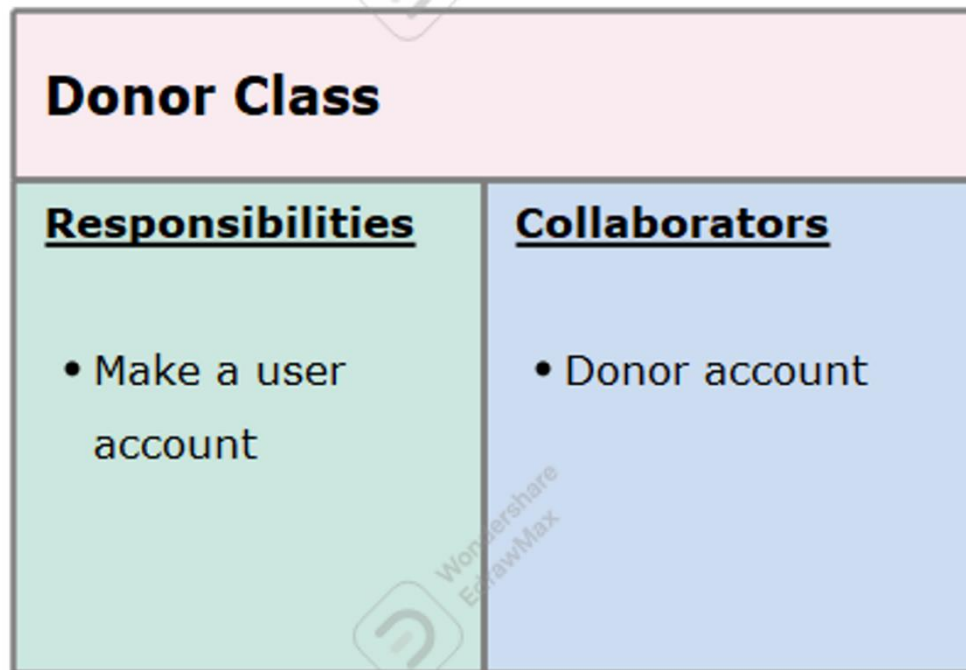 Donor Class
Responsibilities
• Make a user
account
Collaborators
• Donor account
Wondershare
EdrawMax